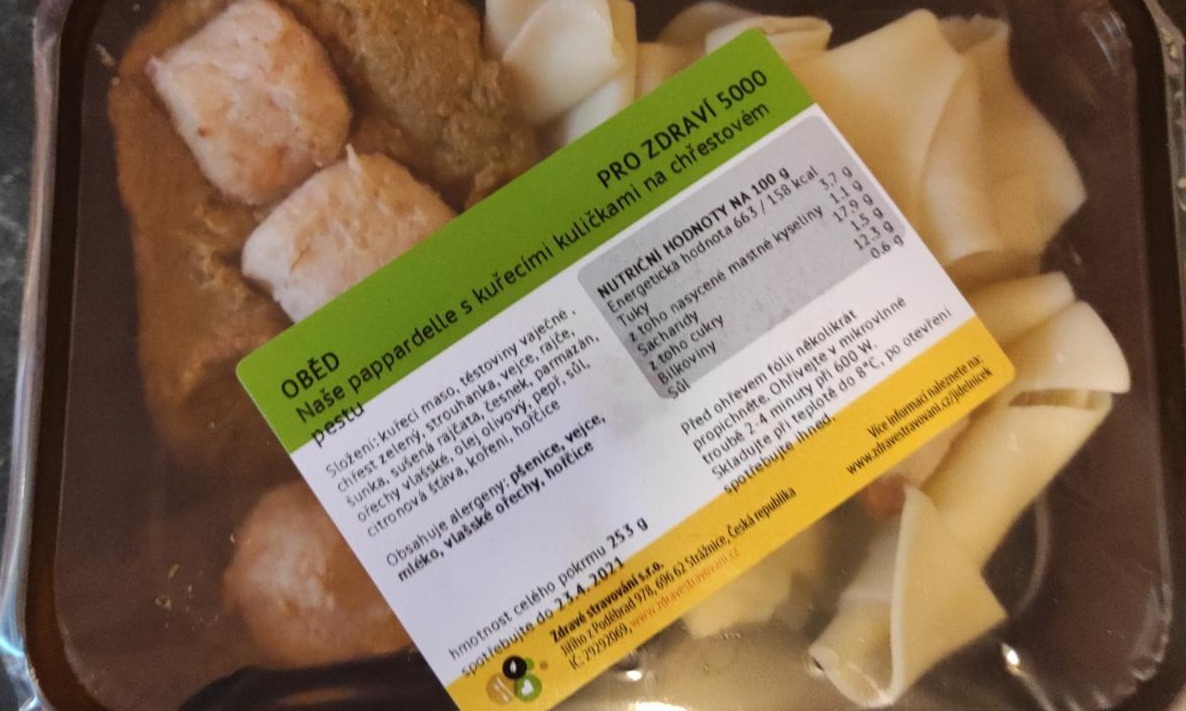 PRO ZDRAVÍ 5000
OBĚD
Naše pappardelle s kuřecími kuličkami na chřestovém
pestu
Složení: kuřecí maso, těstoviny vaječné ,
chřest zelený, strouhanka, vejce, rajče,
šunka, sušená rajčata, česnek, parmazán,
ořechy vlašské, olej olivový, pepř, sůl,
citronová šťáva, koření, hořčice
Obsahuje alergeny: pšenice, vejce,
mléko, vlašské ořechy, hořčice
hmotnost celého pokrmu 253 g
spotřebujte do 23.4.2021
NUTRIČNÍ HODNOTY NA 100 g
Energetická hodnota 663 / 158 kcal
Tuky 3.7 g
z toho nasycené mastné kyseliny 1.1 g
Sacharidy 17.9 g
z toho cukry 1.5 g
Bílkoviny 12.3 g
Sůl 0.6 g
Před ohřevem fólii několikrát
propíchněte. Ohřívejte v mikrovlnné
troubě 2-4 minuty při 600 W.
Skladujte při teplotě do 8°C, po otevření
spotřebujte ihned.
Více informací naleznete na:
www.zdravestravovani.cz/jidelnicek
Zdravé stravování s.r.o.
Jiřího z Poděbrad 978, 696 62 Strážnice, Česká republika
IČ: 29292069, www.zdravestravovani.cz